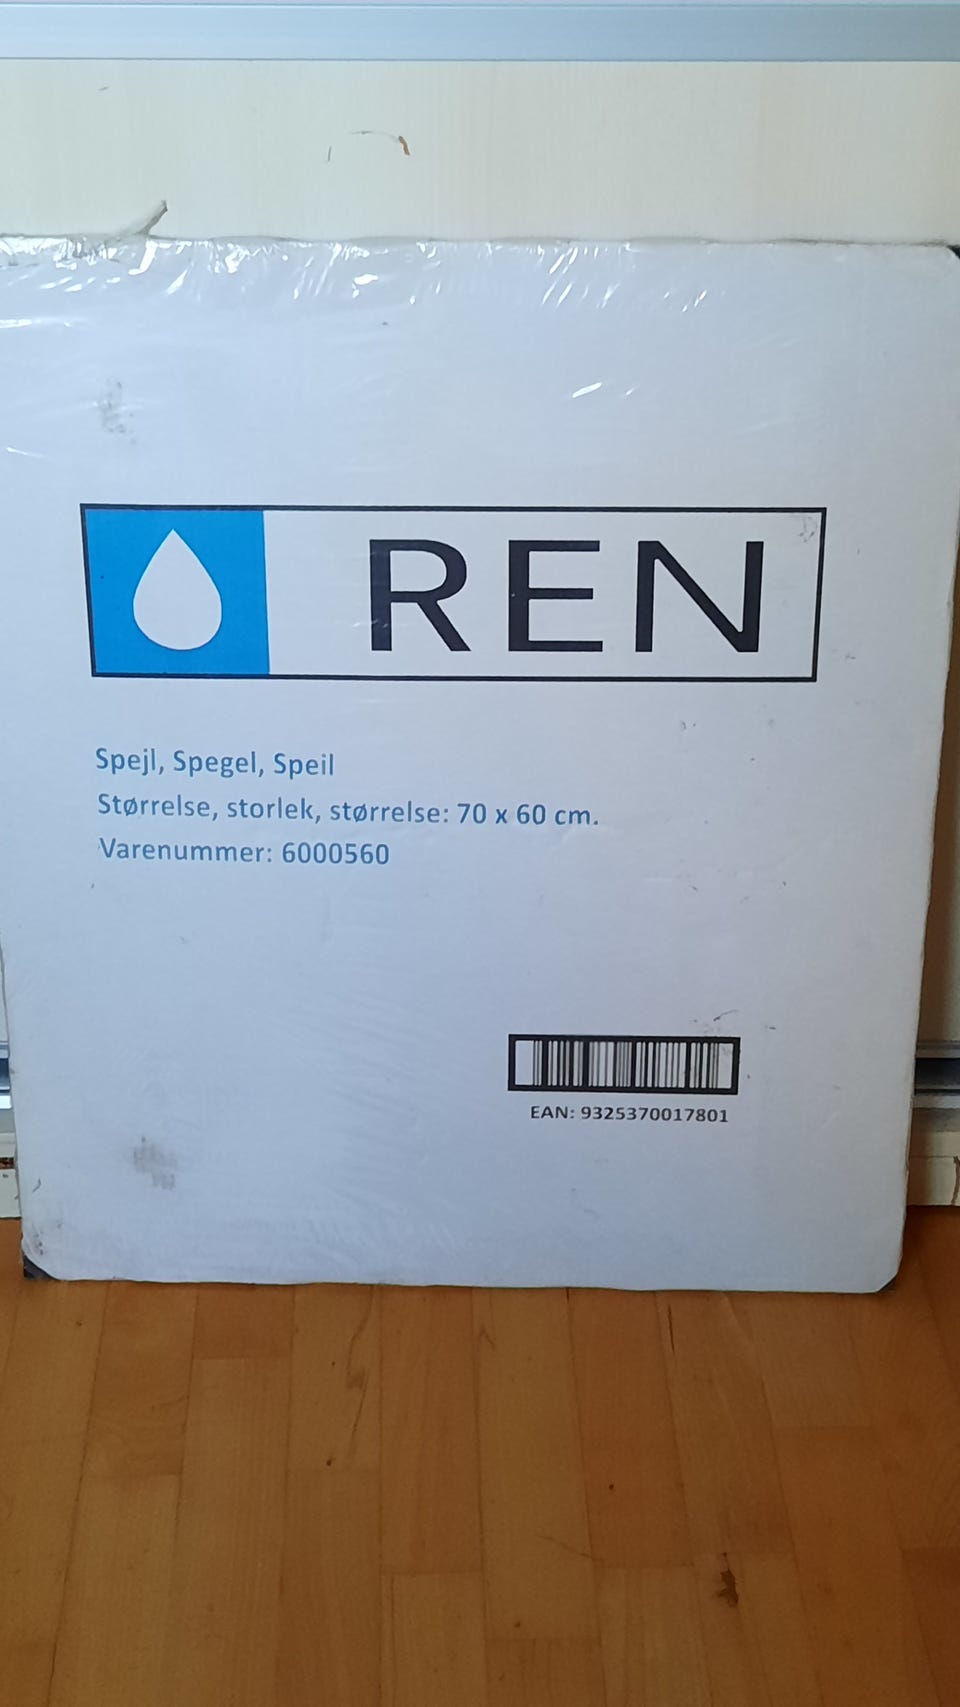 REN
Spejl, Spegel, Speil
Størrelse, storlek, størrelse: 70 x 60 cm.
Varenummer: 6000560
EAN: 9325370017801